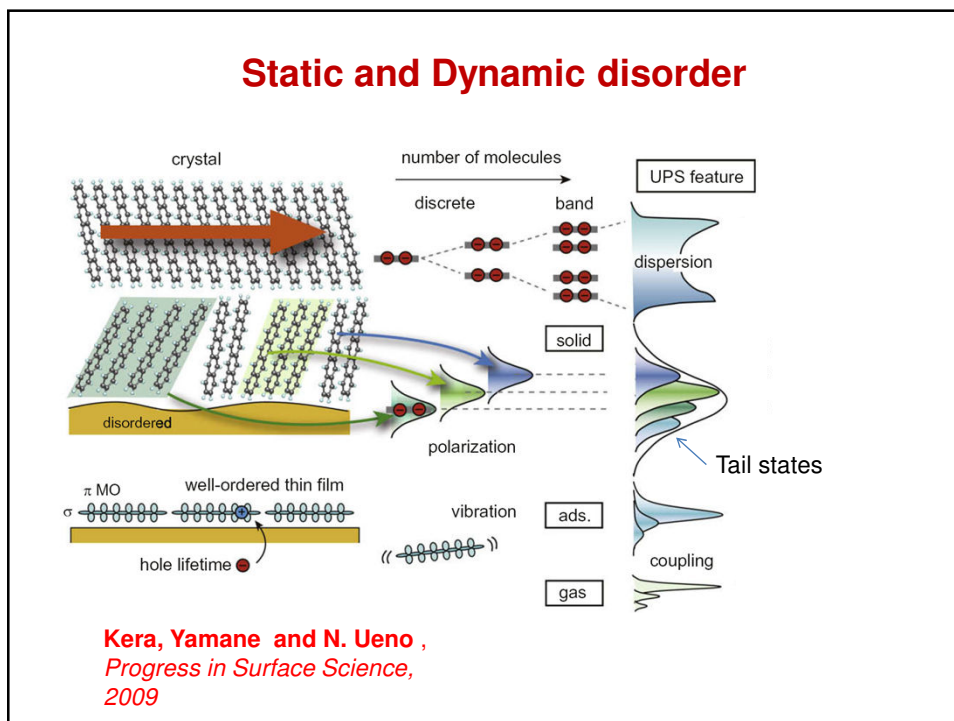 Static and Dynamic disorder
crystal
number of molecules
discrete
band
UPS feature
dispersion
solid
disordered
polarization
Tail states
π MO
well-ordered thin film
σ
hole lifetime
vibration
ads.
coupling
gas
Kera, Yamane and N. Ueno ,
Progress in Surface Science,
2009